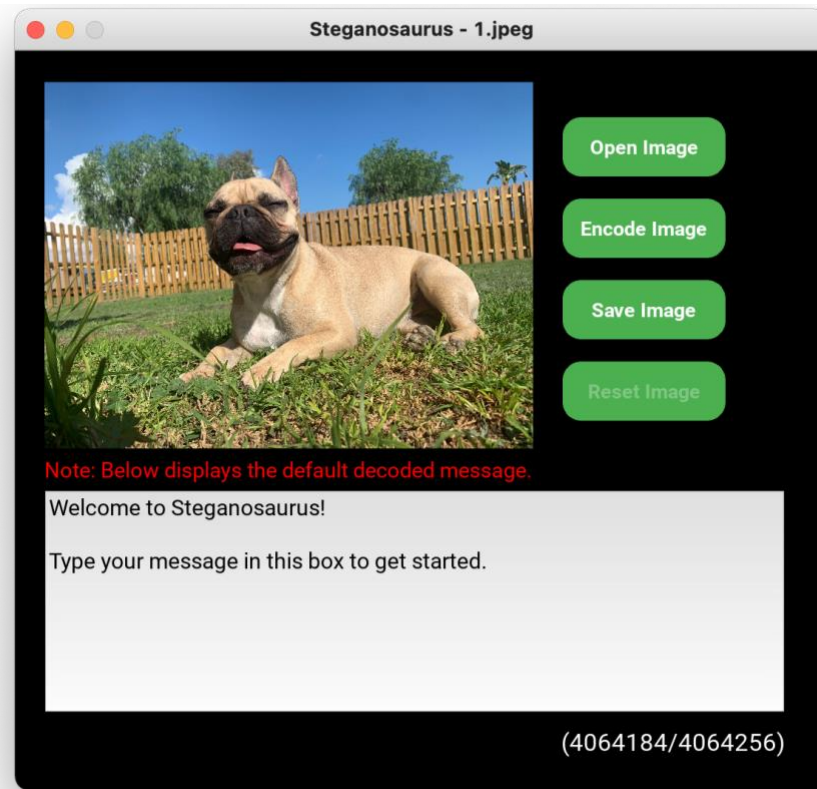 Steganosaurus - 1.jpeg
Open Image
Encode Image
Save Image
Reset Image
Note: Below displays the default decoded message.
Welcome to Steganosaurus!
Type your message in this box to get started.
(4064184/4064256)